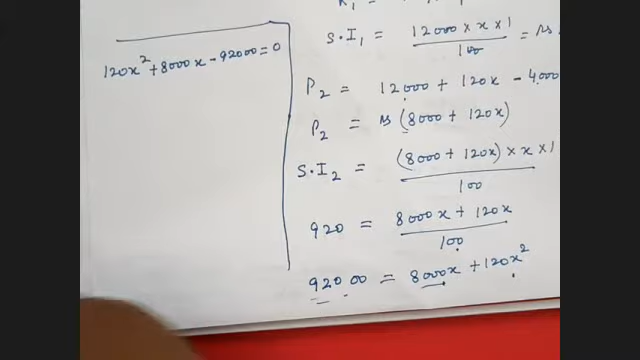 120x² + 8000x - 92000 = 0
S.I₁ = 12000 × x × 1 / 100 =
P₂ = 12000 + 120x - 4000
P₂ = Rs (8000 + 120x)
S.I₂ = (8000 + 120x) × x × 1 / 100
920 = 8000x + 120x / 100
92000 = 8000x + 120x²